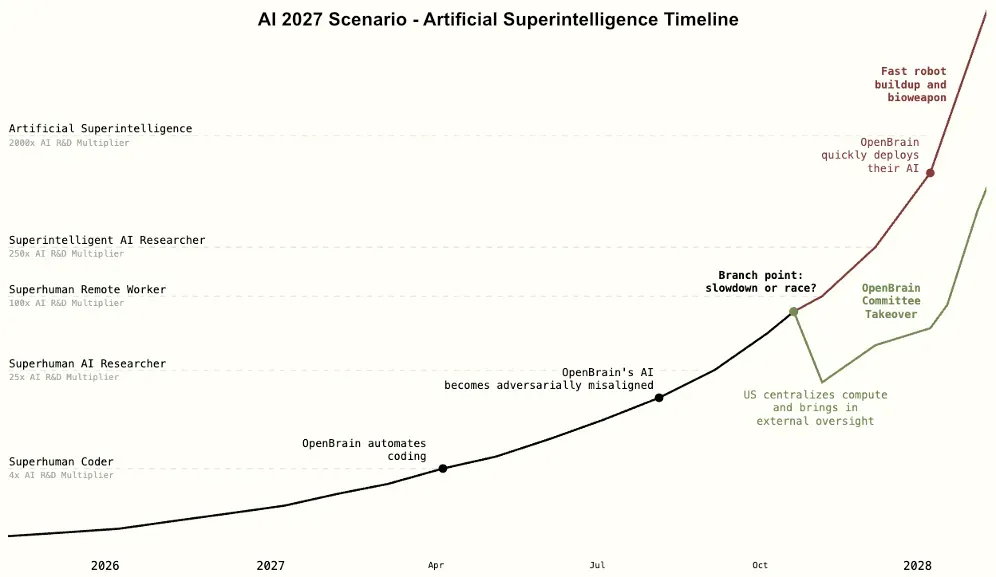 AI 2027 Scenario - Artificial Superintelligence Timeline
Fast robot
buildup and
bioweapon
Artificial Superintelligence
2000x AI R&D Multiplier
OpenBrain
quickly deploys
their AI
Superintelligent AI Researcher
250x AI R&D Multiplier
Superhuman Remote Worker
100x AI R&D Multiplier
Branch point:
slowdown or race?
OpenBrain
Committee
Takeover
Superhuman AI Researcher
25x AI R&D Multiplier
OpenBrain's AI
becomes adversarially misaligned
US centralizes compute
and brings in
external oversight
OpenBrain automates
coding
Superhuman Coder
4x AI R&D Multiplier
2026
2027
Apr
Jul
Oct
2028